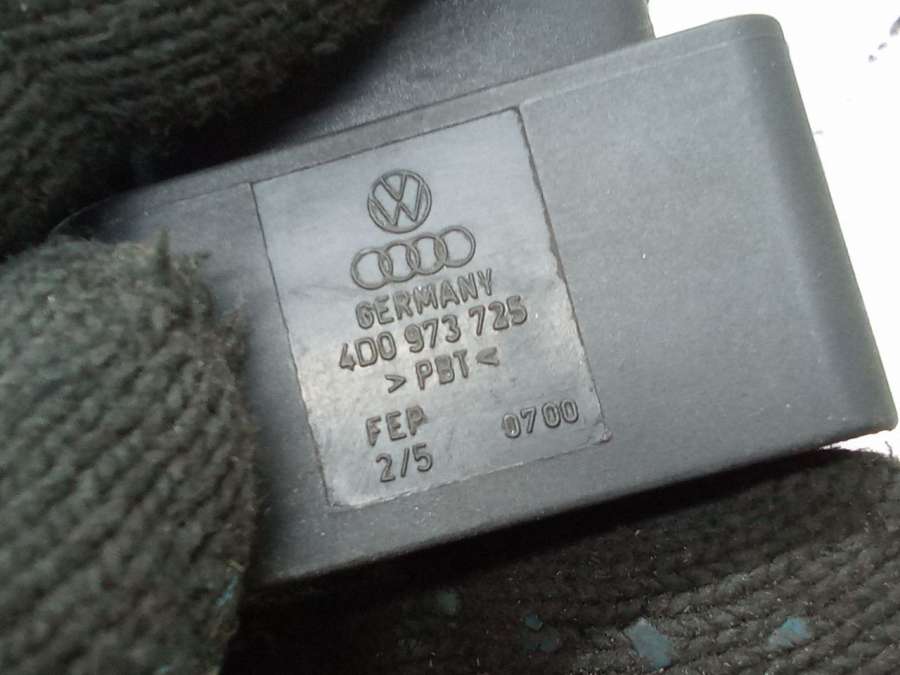 GERMANY
4D0 973 725
> PBT <
FEP 0700
2/5